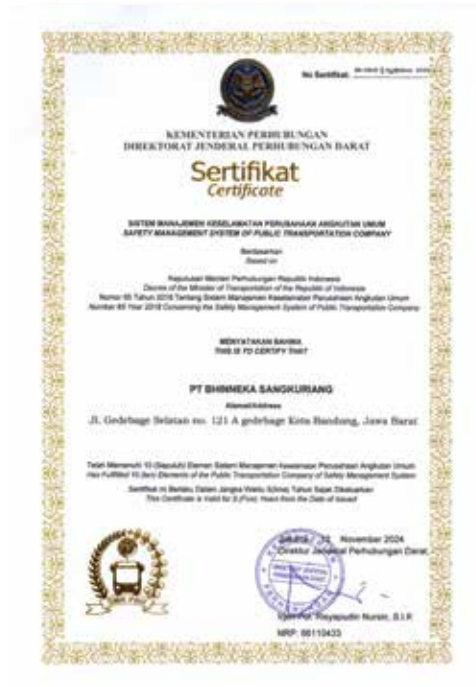 No Sertifikat:
KEMENTERIAN PERHUBUNGAN
DIREKTORAT JENDERAL PERHUBUNGAN DARAT
Sertifikat
Certificate
SISTEM MANAJEMEN KESELAMATAN PERUSAHAAN ANGKUTAN UMUM
SAFETY MANAGEMENT SYSTEM OF PUBLIC TRANSPORTATION COMPANY
Berdasarkan
Based on
Keputusan Menteri Perhubungan Republik Indonesia
Decree of the Minister of Transportation of the Republic of Indonesia
Nomor 85 Tahun 2018 Tentang Sistem Manajemen Keselamatan Perusahaan Angkutan Umum
Number 85 Year 2018 Concerning the Safety Management System of Public Transportation Company
MENYATAKAN BAHWA
THIS IS TO CERTIFY THAT
PT BHINNEKA SANGKURIANG
Alamat/Address
Jl. Gedebage Selatan no. 121 A gedebage Kota Bandung, Jawa Barat
Telah Memenuhi 10 (Sepuluh) Elemen Sistem Manajemen Keselamatan Perusahaan Angkutan Umum
Has Fulfilled 10 (ten) Elements of the Public Transportation Company of Safety Management System
Sertifikat ini Berlaku Dalam Jangka Waktu 5(lima) Tahun Sejak Dikeluarkan
This Certificate is Valid for 5 (Five) Years from the Date of Issued
Jakarta, November 2024
Direktur Jenderal Perhubungan Darat,
NRP: 66110433